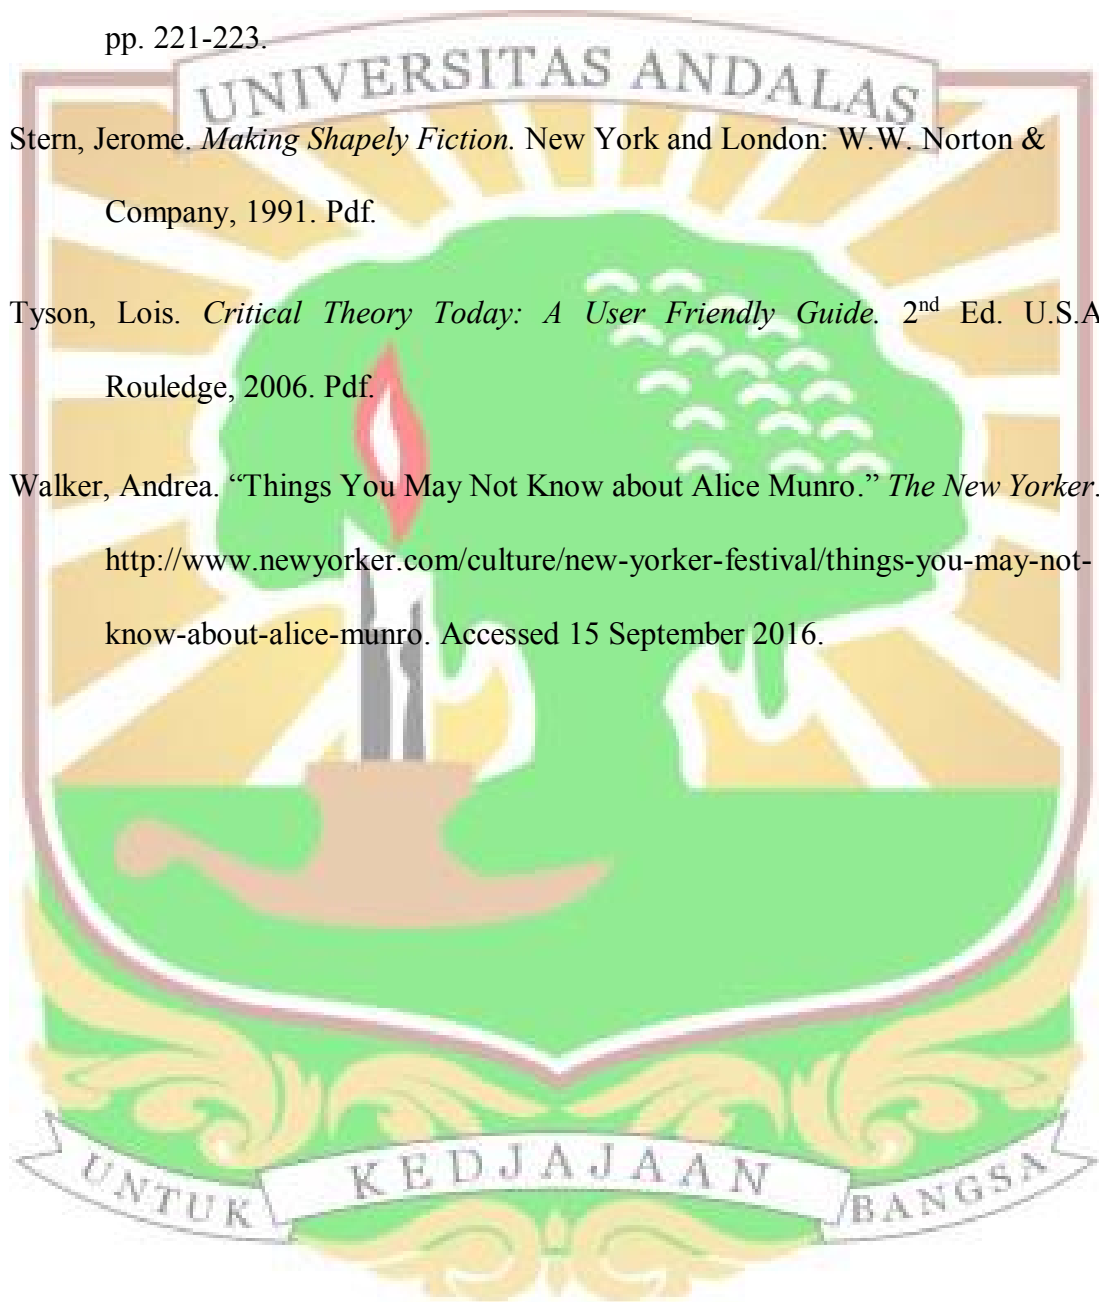 pp. 221-223.
UNIVERSITAS ANDALAS
Stern, Jerome. Making Shapely Fiction. New York and London: W.W. Norton &
Company, 1991. Pdf.
Tyson, Lois. Critical Theory Today: A User Friendly Guide. 2nd Ed. U.S.A
Rouledge, 2006. Pdf.
Walker, Andrea. “Things You May Not Know about Alice Munro.” The New Yorker.
http://www.newyorker.com/culture/new-yorker-festival/things-you-may-not-
know-about-alice-munro. Accessed 15 September 2016.
UNTUK KEDJAJAAN BANGSA